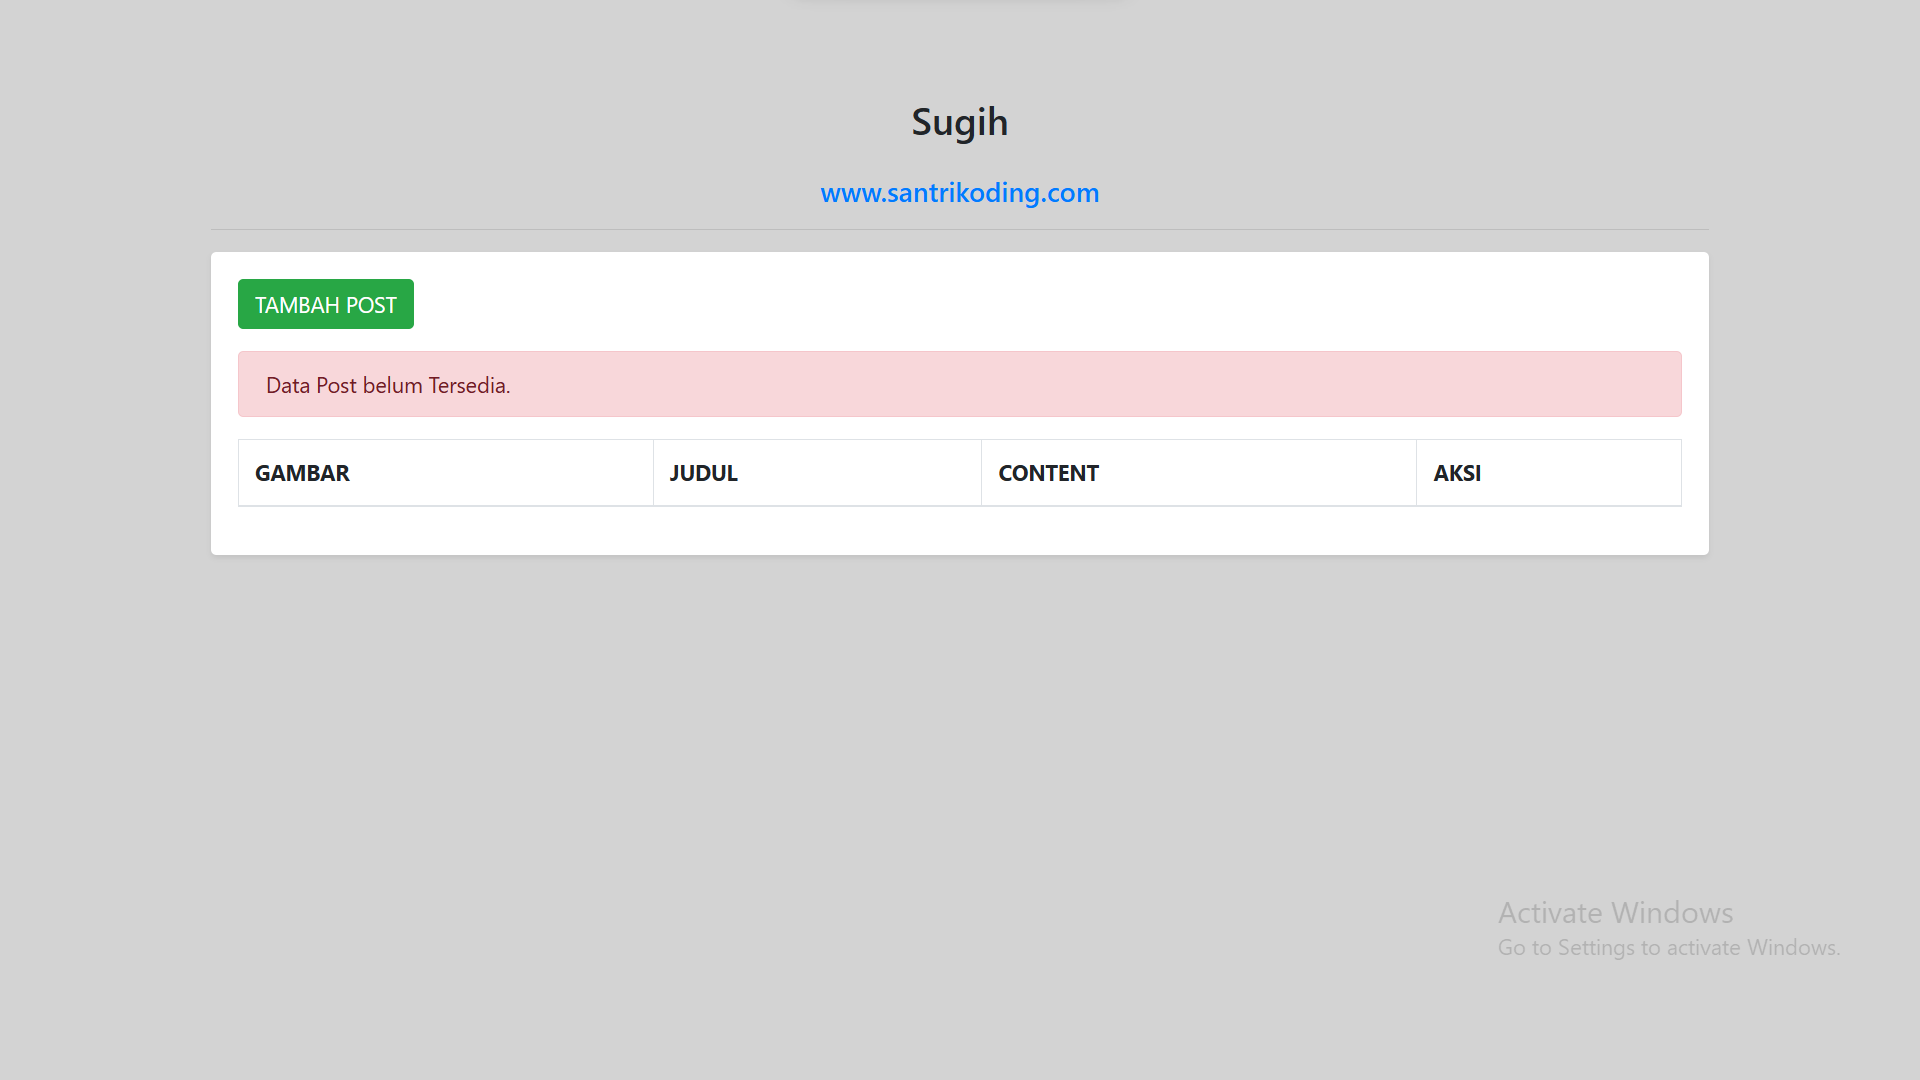 Sugih
www.santrikoding.com
TAMBAH POST
Data Post belum Tersedia.
GAMBAR JUDUL CONTENT AKSI
Activate Windows
Go to Settings to activate Windows.